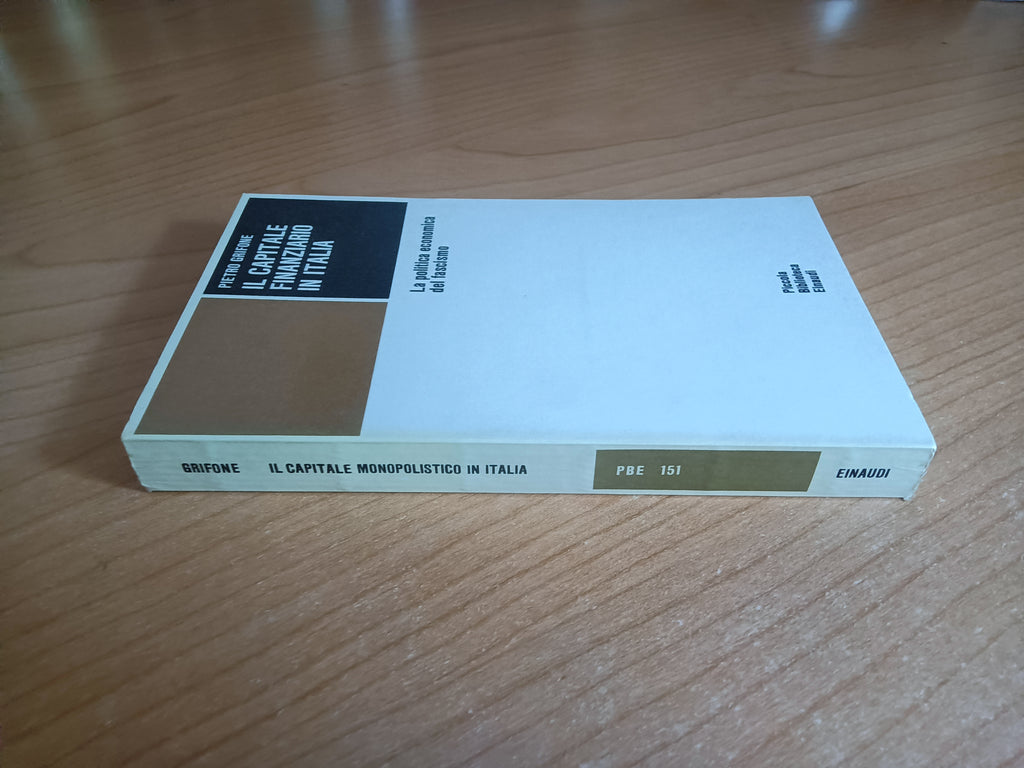 PIETRO GRIFONE
IL CAPITALE
FINANZIARIO
IN ITALIA
La politica economica
del fascismo
Piccola
Biblioteca
Einaudi
GRIFONE IL CAPITALE MONOPOLISTICO IN ITALIA PBE 151 EINAUDI